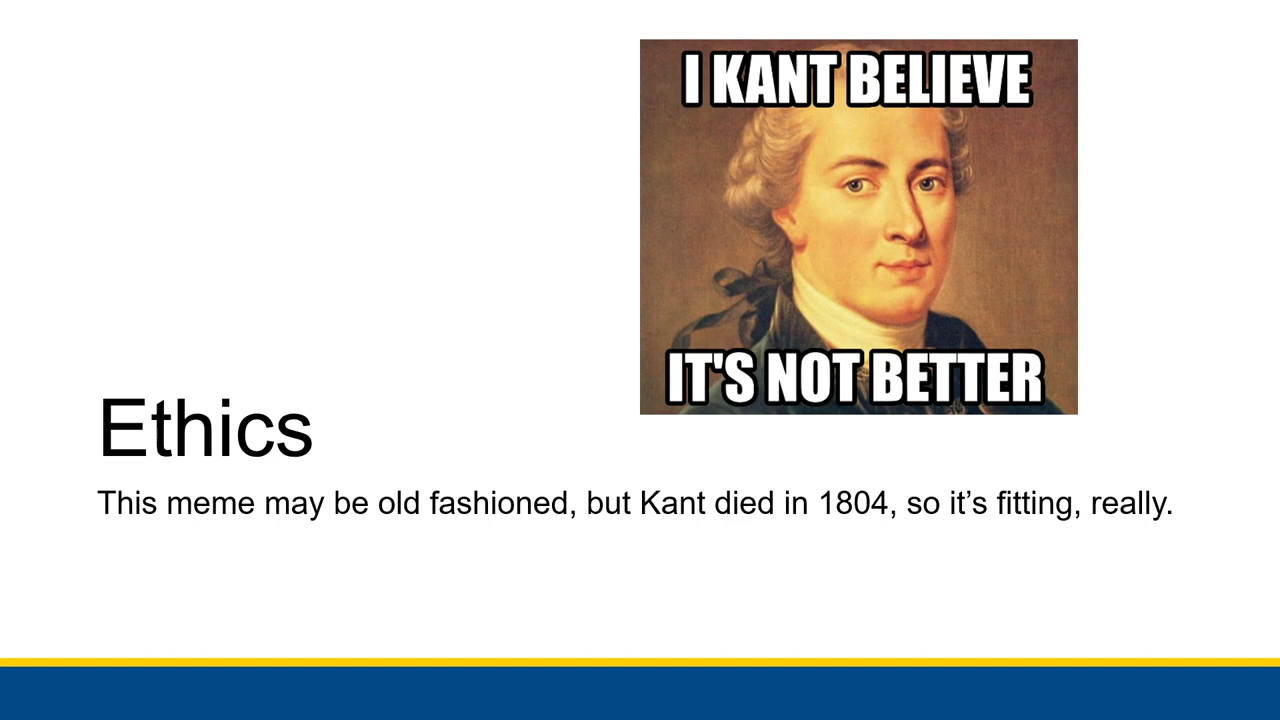 I KANT BELIEVE
IT'S NOT BETTER
Ethics
This meme may be old fashioned, but Kant died in 1804, so it’s fitting, really.